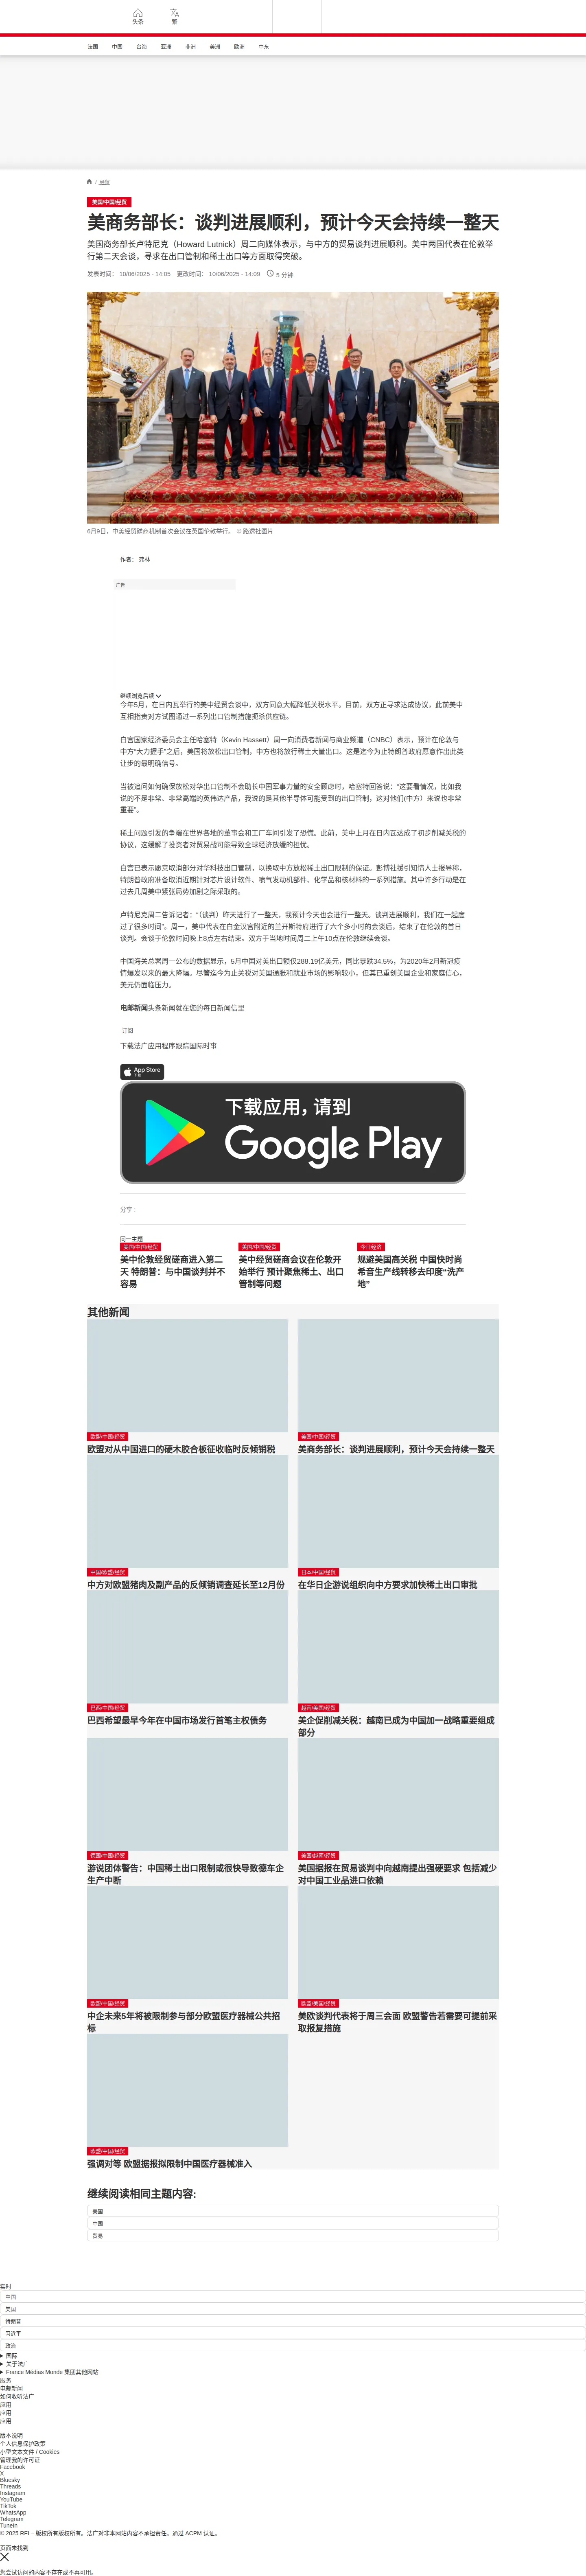 头条
繁
法国 中国 台海 亚洲 非洲 美洲 欧洲 中东
/ 经贸
美国/中国/经贸
美商务部长：谈判进展顺利，预计今天会持续一整天
美国商务部长卢特尼克（Howard Lutnick）周二向媒体表示，与中方的贸易谈判进展顺利。美中两国代表在伦敦举
行第二天会谈，寻求在出口管制和稀土出口等方面取得突破。
发表时间： 10/06/2025 - 14:05 更改时间： 10/06/2025 - 14:09 5 分钟
6月9日，中美经贸磋商机制首次会议在英国伦敦举行。 © 路透社图片
作者： 弗林
广告
继续浏览后续
今年5月，在日内瓦举行的美中经贸会谈中，双方同意大幅降低关税水平。目前，双方正寻求达成协议，此前美中
互相指责对方试图通过一系列出口管制措施扼杀供应链。
白宫国家经济委员会主任哈塞特（Kevin Hassett）周一向消费者新闻与商业频道（CNBC）表示，预计在伦敦与
中方“大力握手”之后，美国将放松出口管制，中方也将放行稀土大量出口。这是迄今为止特朗普政府愿意作出此类
让步的最明确信号。
当被追问如何确保放松对华出口管制不会助长中国军事力量的安全顾虑时，哈塞特回答说：“这要看情况，比如我
说的不是非常、非常高端的英伟达产品，我说的是其他半导体可能受到的出口管制，这对他们(中方）来说也非常
重要”。
稀土问题引发的争端在世界各地的董事会和工厂车间引发了恐慌。此前，美中上月在日内瓦达成了初步削减关税的
协议，这缓解了投资者对贸易战可能导致全球经济放缓的担忧。
白宫已表示愿意取消部分对华科技出口管制，以换取中方放松稀土出口限制的保证。彭博社援引知情人士报导称，
特朗普政府准备取消近期针对芯片设计软件、喷气发动机部件、化学品和核材料的一系列措施。其中许多行动是在
过去几周美中紧张局势加剧之际采取的。
卢特尼克周二告诉记者：“（谈判）昨天进行了一整天，我预计今天也会进行一整天。谈判进展顺利，我们在一起度
过了很多时间”。周一，美中代表在白金汉宫附近的兰开斯特府进行了六个多小时的会谈后，结束了在伦敦的首日
谈判。会谈于伦敦时间晚上8点左右结束。双方于当地时间周二上午10点在伦敦继续会谈。
中国海关总署周一公布的数据显示，5月中国对美出口额仅288.19亿美元，同比暴跌34.5%，为2020年2月新冠疫
情爆发以来的最大降幅。尽管迄今为止关税对美国通胀和就业市场的影响较小，但其已重创美国企业和家庭信心，
美元仍面临压力。
电邮新闻头条新闻就在您的每日新闻信里
订阅
下载法广应用程序跟踪国际时事
App Store
下载
下载应用，请到
Google Play
分享 :
同一主题
美国/中国/经贸
美中伦敦经贸磋商进入第二
天 特朗普：与中国谈判并不
容易
美国/中国/经贸
美中经贸磋商会议在伦敦开
始举行 预计聚焦稀土、出口
管制等问题
今日经济
规避美国高关税 中国快时尚
希音生产线转移去印度“洗产
地”
其他新闻
欧盟/中国/经贸
欧盟对从中国进口的硬木胶合板征收临时反倾销税
美国/中国/经贸
美商务部长：谈判进展顺利，预计今天会持续一整天
中国/欧盟/经贸
中方对欧盟猪肉及副产品的反倾销调查延长至12月份
日本/中国/经贸
在华日企游说组织向中方要求加快稀土出口审批
巴西/中国/经贸
巴西希望最早今年在中国市场发行首笔主权债务
越南/美国/经贸
美企促削减关税：越南已成为中国加一战略重要组成
部分
德国/中国/经贸
游说团体警告：中国稀土出口限制或很快导致德车企
生产中断
美国/越南/经贸
美国据报在贸易谈判中向越南提出强硬要求 包括减少
对中国工业品进口依赖
欧盟/中国/经贸
中企未来5年将被限制参与部分欧盟医疗器械公共招
标
欧盟/美国/经贸
美欧谈判代表将于周三会面 欧盟警告若需要可提前采
取报复措施
欧盟/中国/经贸
强调对等 欧盟据报拟限制中国医疗器械准入
继续阅读相同主题内容:
美国
中国
贸易
实时
中国
美国
特朗普
习近平
政治
国际
关于法广
France Médias Monde 集团其他网站
服务
电邮新闻
如何收听法广
应用
应用
应用
版本说明
个人信息保护政策
小型文本文件 / Cookies
管理我的许可证
Facebook
X
Bluesky
Threads
Instagram
YouTube
TikTok
WhatsApp
Telegram
TuneIn
© 2025 RFI – 版权所有版权所有。法广对非本网站内容不承担责任。通过 ACPM 认证。
页面未找到
您尝试访问的内容不存在或不再可用。